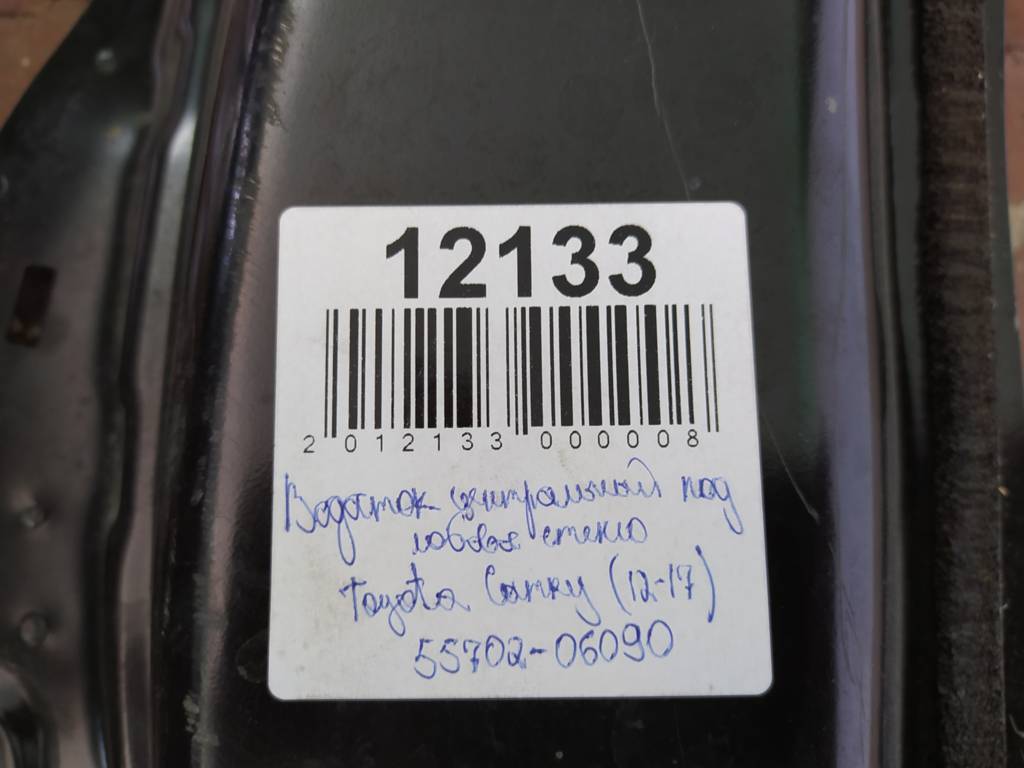 12133
2 012133 000008
Водосток центральный под
лобовое стекло
Toyota Camry (12-17)
55702-06090